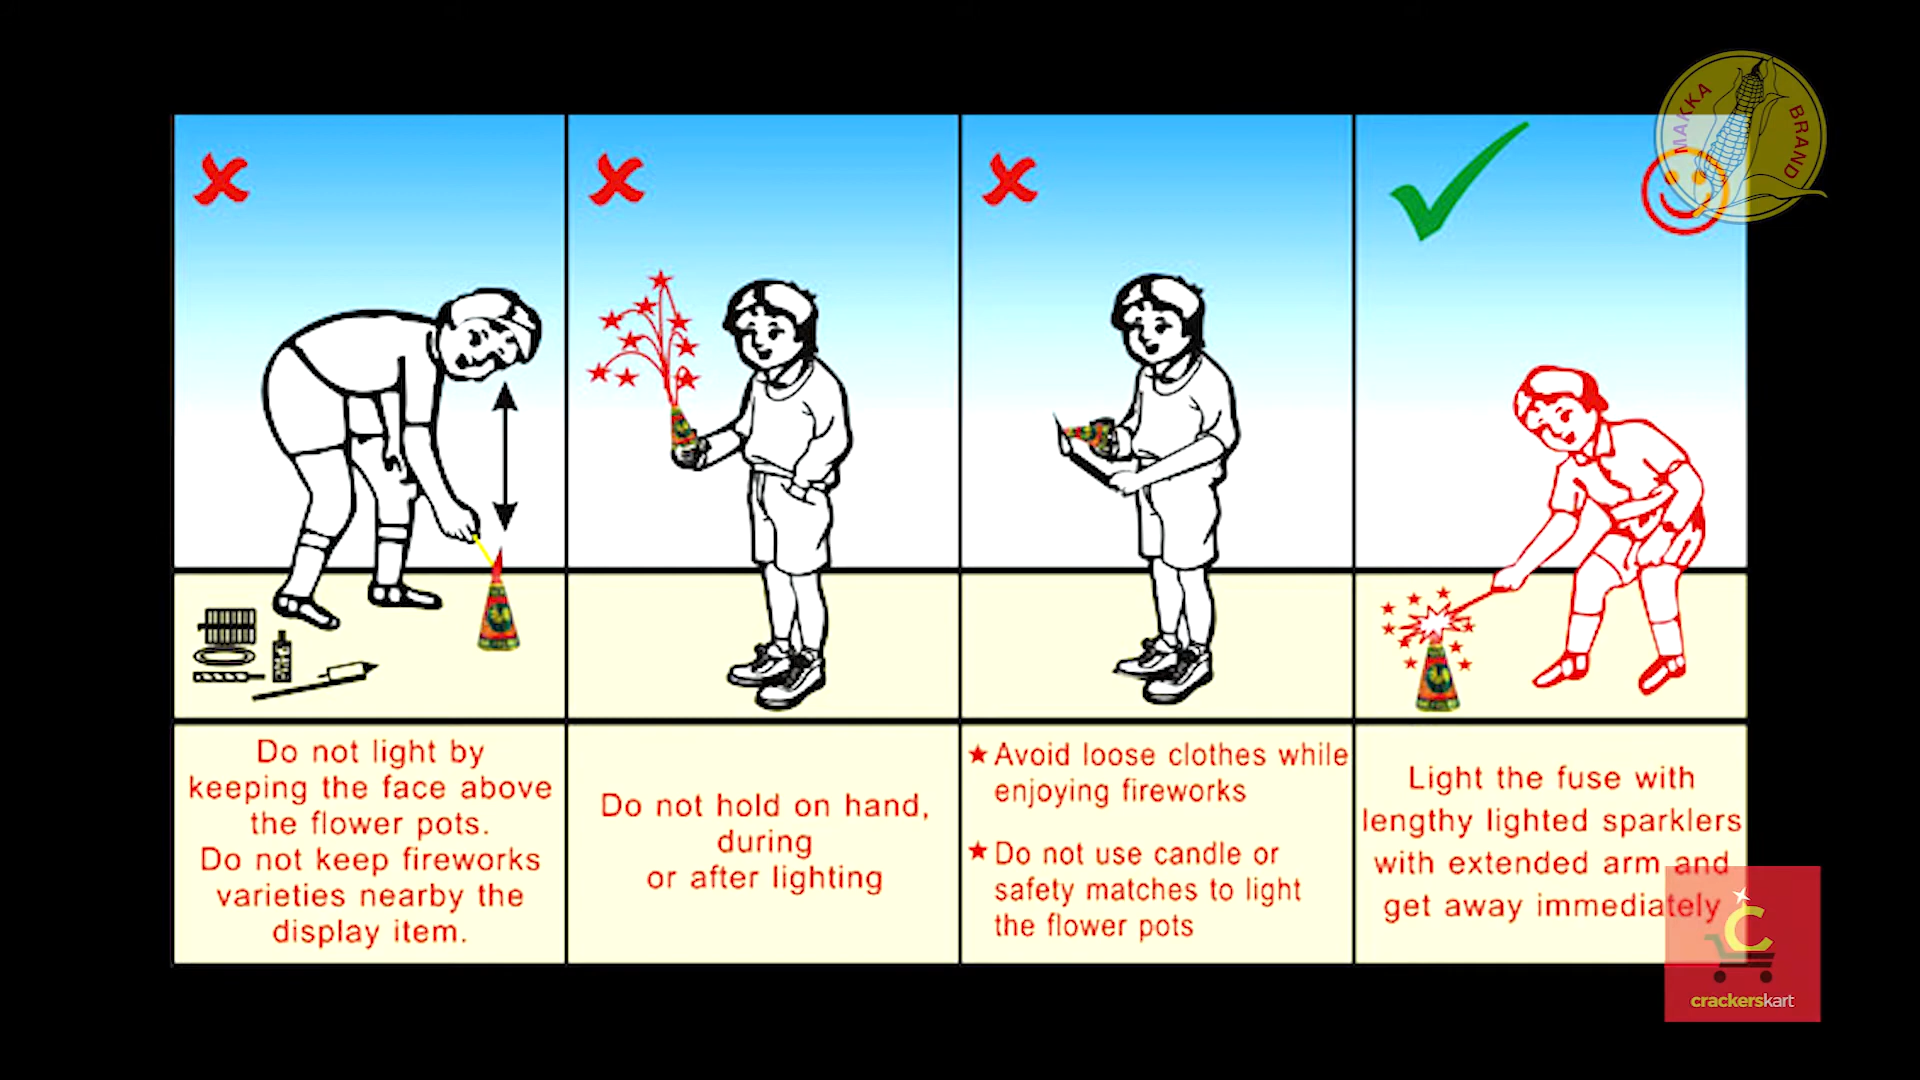 MAKKA BRAND
Do not light by
keeping the face above
the flower pots.
Do not keep fireworks
varieties nearby the
display item.
Do not hold on hand,
during
or after lighting
★ Avoid loose clothes while
enjoying fireworks
★ Do not use candle or
safety matches to light
the flower pots
Light the fuse with
lengthy lighted sparklers
with extended arm and
get away immediately
C
crackerskart